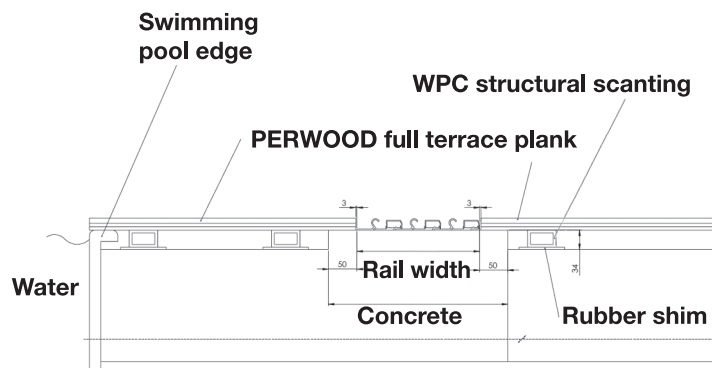 Swimming
pool edge
WPC structural scanting
PERWOOD full terrace plank
3
3
50
Rail width
50
34
Water
Concrete
Rubber shim